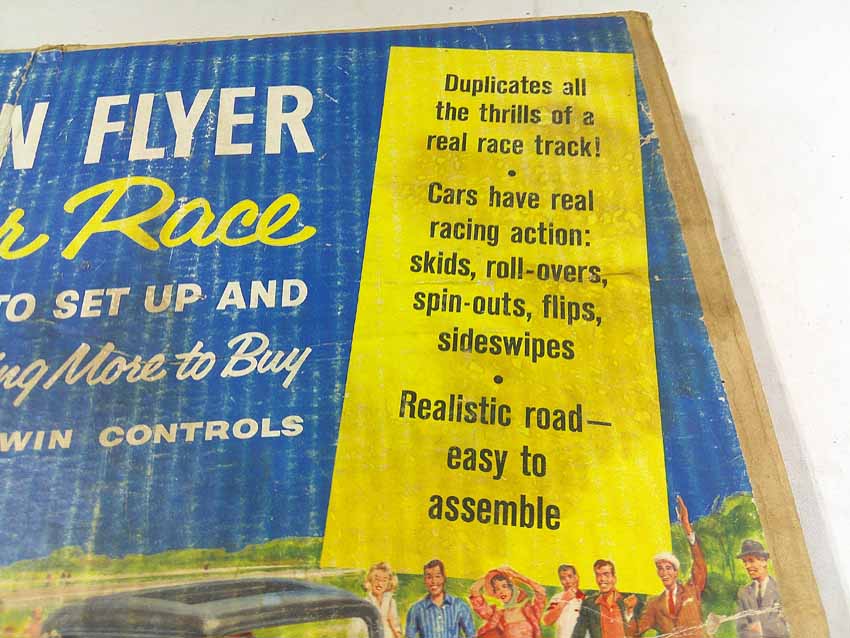 N FLYER
r Race
TO SET UP AND
ing More to Buy
WIN CONTROLS
Duplicates all
the thrills of a
real race track!
•
Cars have real
racing action:
skids, roll-overs,
spin-outs, flips,
sideswipes
•
Realistic road—
easy to
assemble